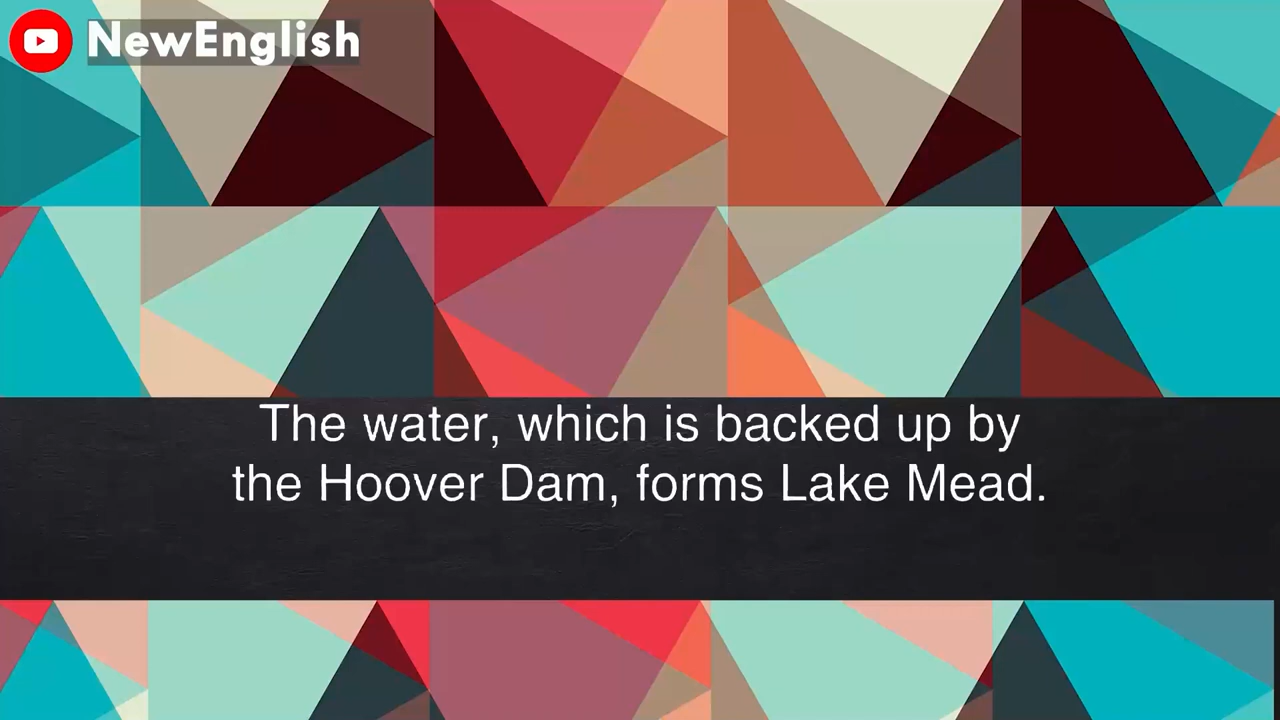 NewEnglish
The water, which is backed up by
the Hoover Dam, forms Lake Mead.